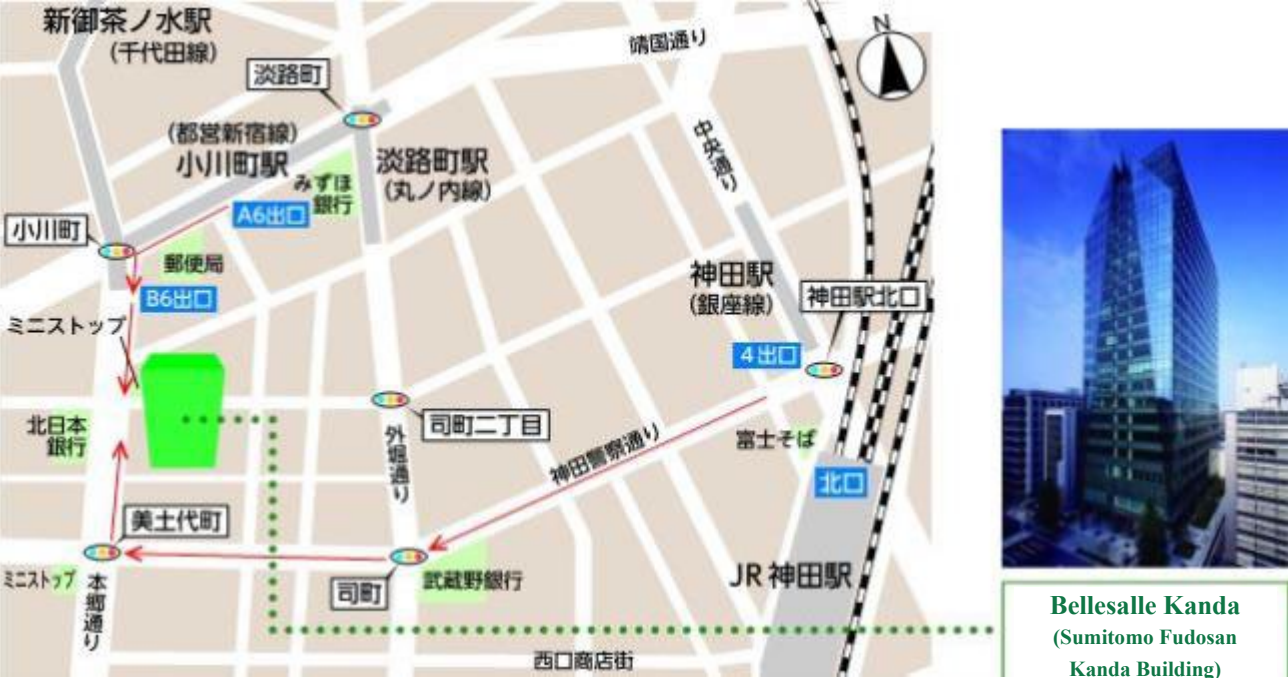 新御茶ノ水駅
(千代田線)
淡路町
靖国通り
N
(都営新宿線)
小川町駅
みずほ
銀行
A6出口
淡路町駅
(丸ノ内線)
中央通り
小川町
郵便局
B6出口
ミニストップ
神田駅
(銀座線)
神田駅北口
4出口
北日本
銀行
司町二丁目
外堀通り
神田警察通り
富士そば
北口
美土代町
ミニストップ
本郷通り
司町
武蔵野銀行
JR 神田駅
西口商店街
Bellesalle Kanda
(Sumitomo Fudosan
Kanda Building)